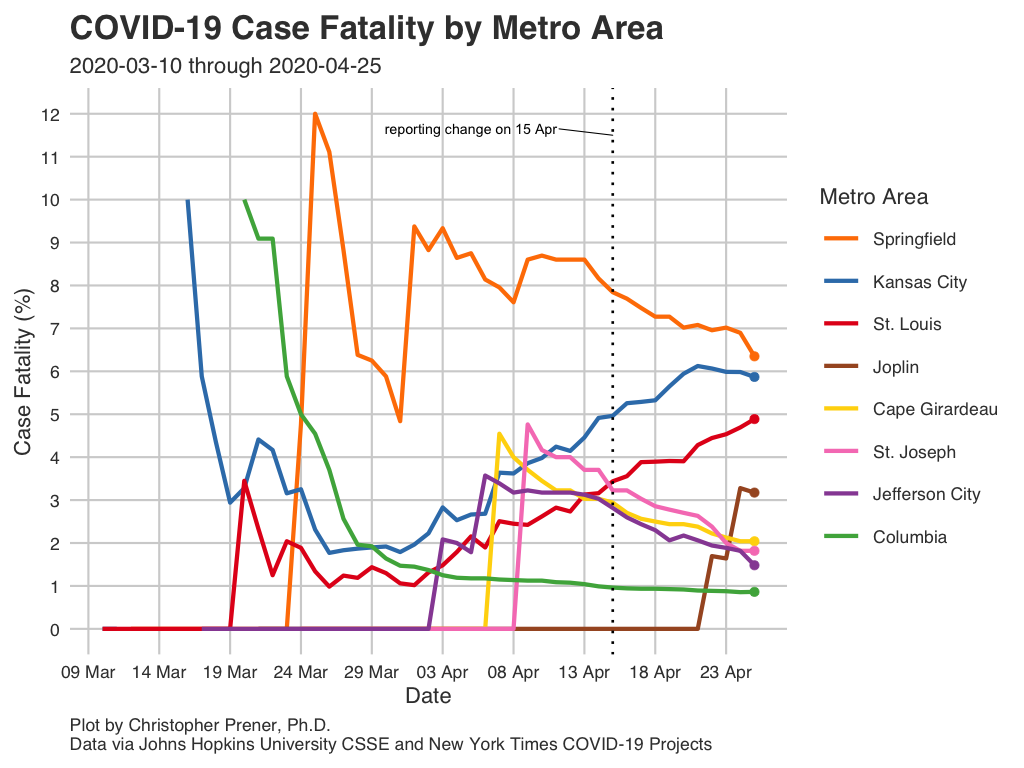 COVID-19 Case Fatality by Metro Area
2020-03-10 through 2020-04-25
Case Fatality (%)
12
11
10
9
8
7
6
5
4
3
2
1
0
reporting change on 15 Apr
09 Mar 14 Mar 19 Mar 24 Mar 29 Mar 03 Apr 08 Apr 13 Apr 18 Apr 23 Apr
Date
Metro Area
Springfield
Kansas City
St. Louis
Joplin
Cape Girardeau
St. Joseph
Jefferson City
Columbia
Plot by Christopher Prener, Ph.D.
Data via Johns Hopkins University CSSE and New York Times COVID-19 Projects